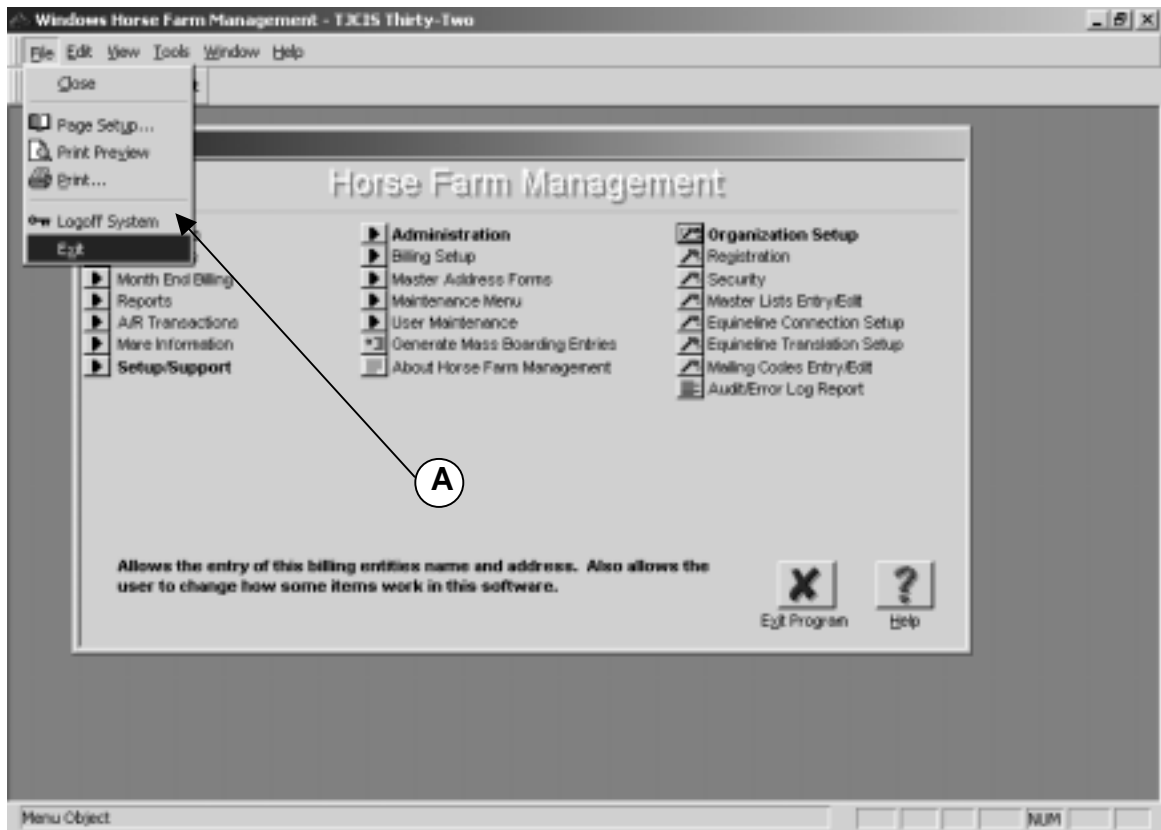 Windows Horse Farm Management - TJCIS Thirty-Two
File Edit View Tools Window Help
Close
Page Setup...
Print Preview
Print...
Logoff System
Exit
Horse Farm Management
Month End Billing
Reports
A/R Transactions
Mare Information
Setup/Support
Administration
Billing Setup
Master Address Forms
Maintenance Menu
User Maintenance
Generate Mass Boarding Entries
About Horse Farm Management
Organization Setup
Registration
Security
Master Lists Entry/Edit
Equineline Connection Setup
Equineline Translation Setup
Mailing Codes Entry/Edit
Audit/Error Log Report
A
Allows the entry of this billing entities name and address. Also allows the
user to change how some items work in this software.
Exit Program
Help
Menu Object
NUM